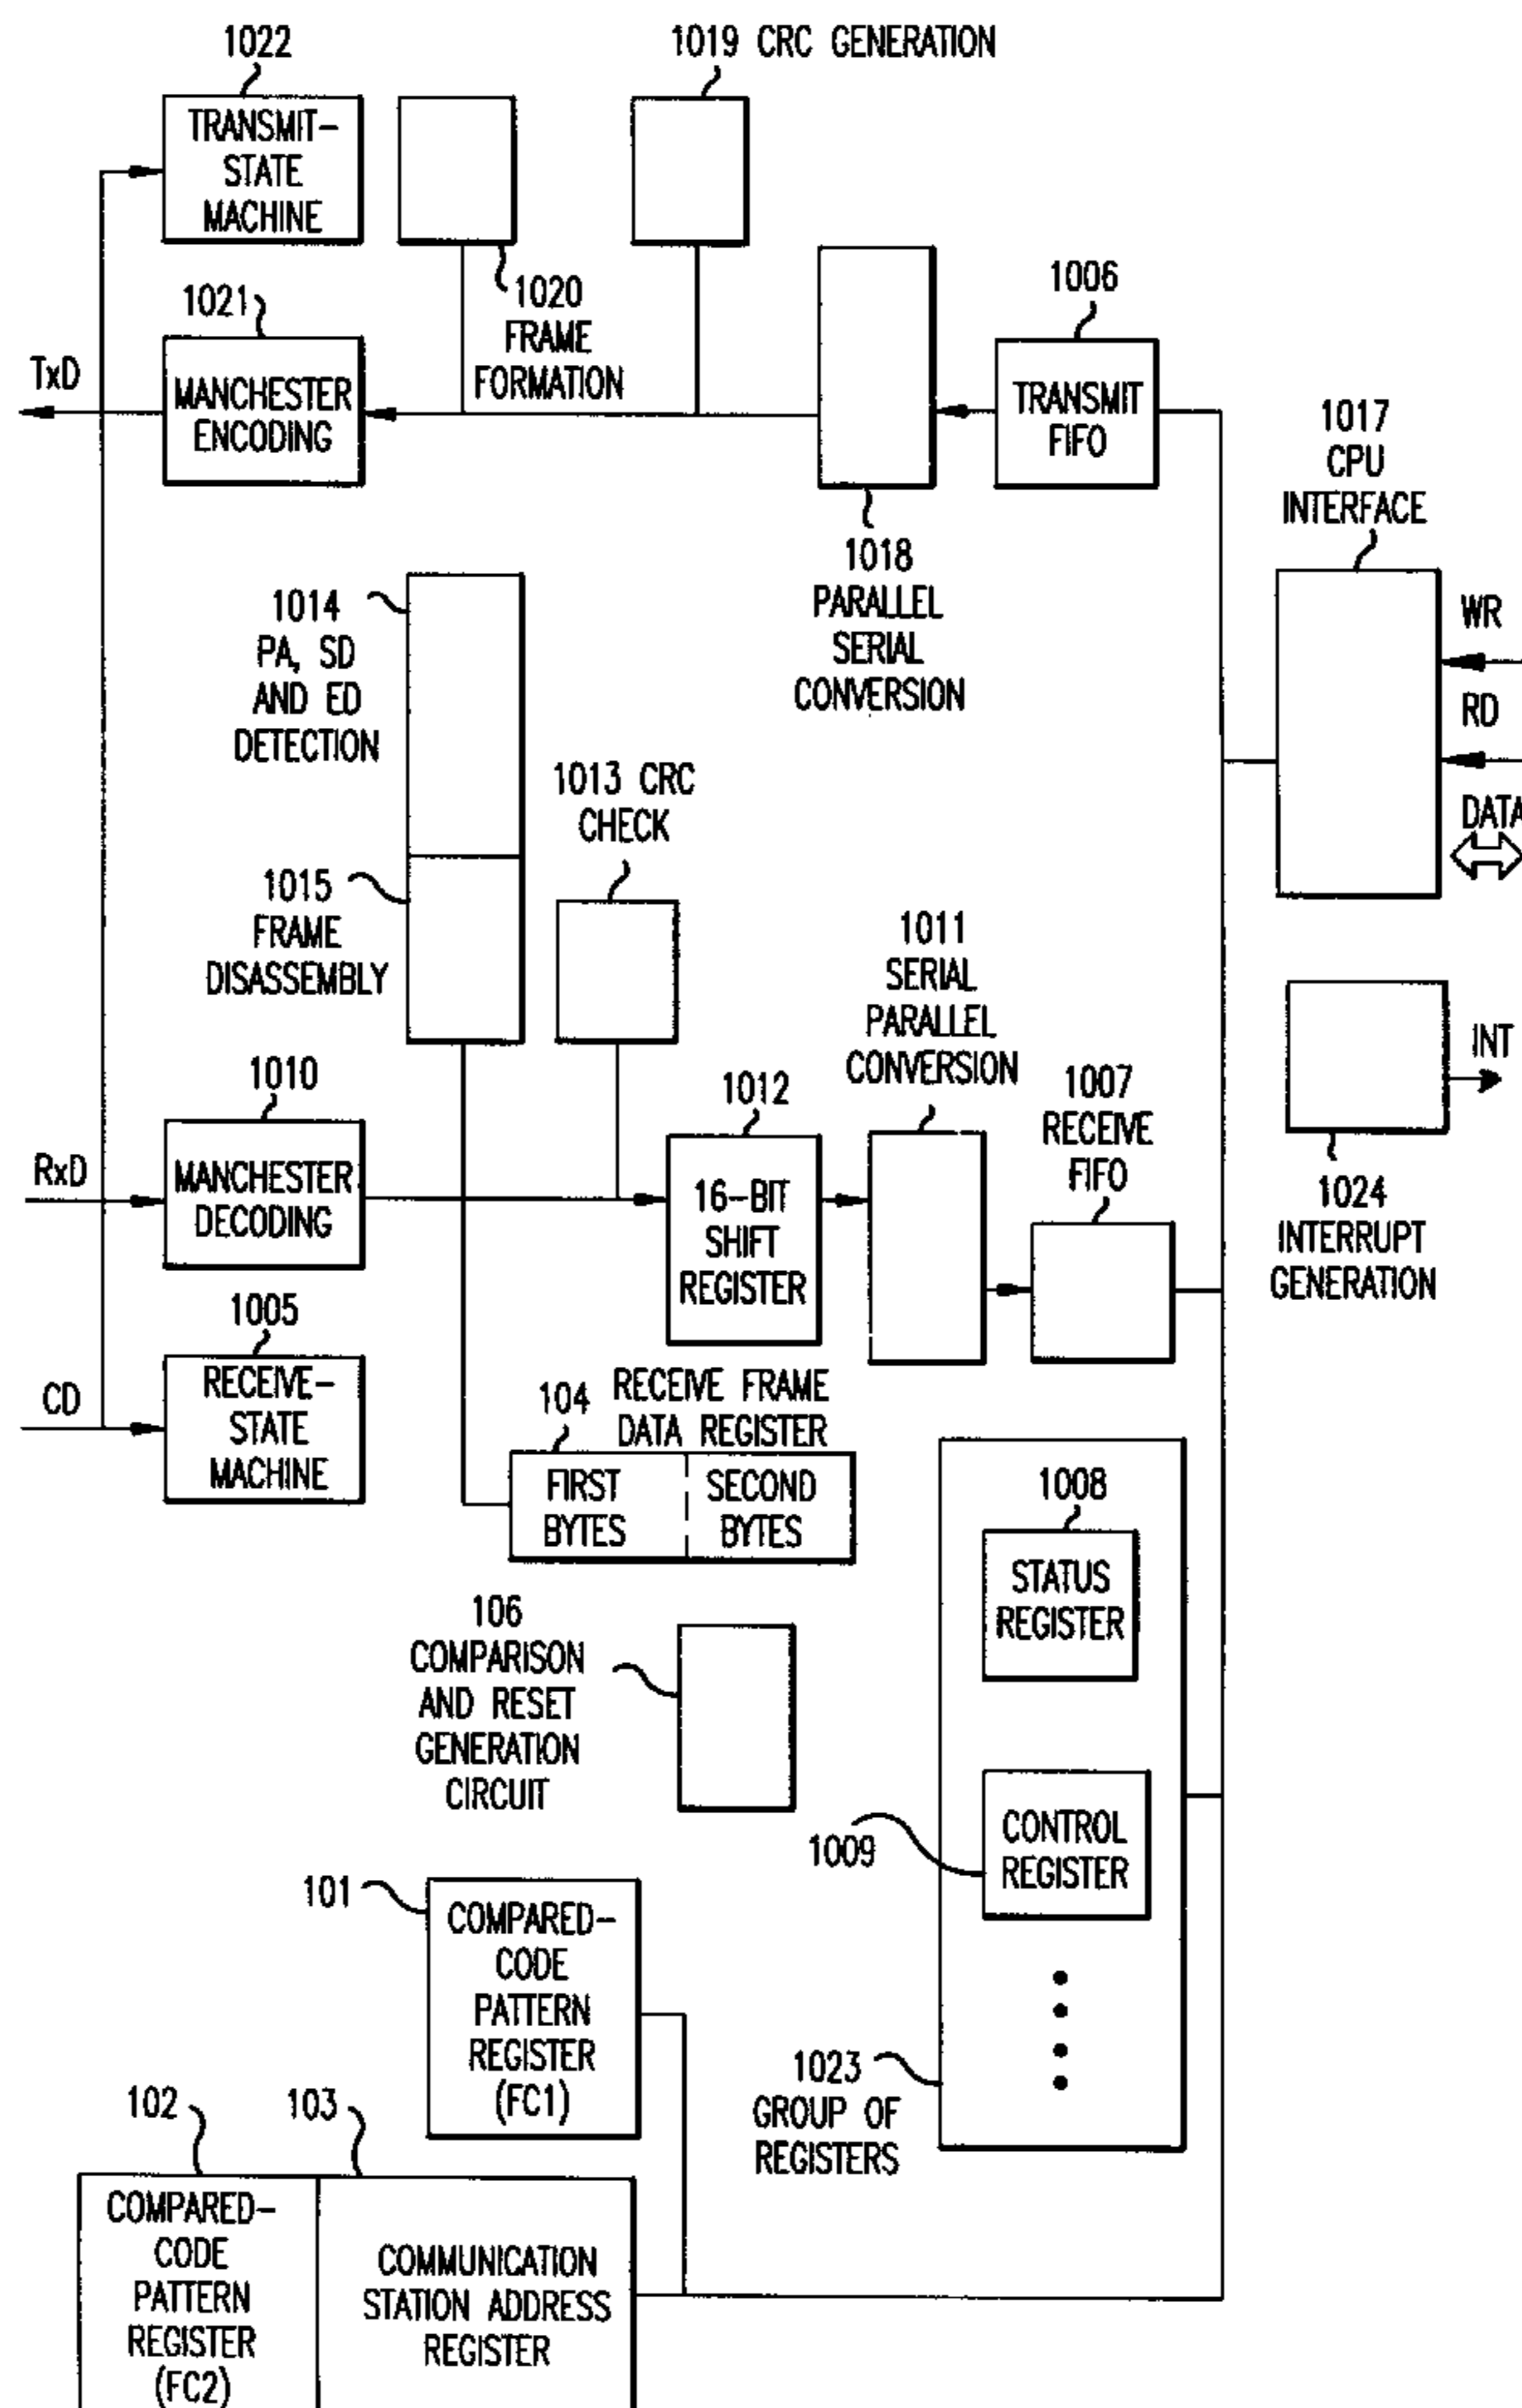 1022
TRANSMIT-
STATE
MACHINE
1019 CRC GENERATION
1020
FRAME
FORMATION
1021
MANCHESTER
ENCODING
TxD
1006
TRANSMIT
FIFO
1018
PARALLEL
SERIAL
CONVERSION
1017
CPU
INTERFACE
WR
RD
DATA
1014
PA, SD
AND ED
DETECTION
1013 CRC
CHECK
1015
FRAME
DISASSEMBLY
1011
SERIAL
PARALLEL
CONVERSION
INT
1024
INTERRUPT
GENERATION
1010
MANCHESTER
DECODING
RxD
1012
16-BIT
SHIFT
REGISTER
1007
RECEIVE
FIFO
1005
RECEIVE-
STATE
MACHINE
CD
104
RECEIVE FRAME
DATA REGISTER
FIRST
BYTES
SECOND
BYTES
1008
STATUS
REGISTER
106
COMPARISON
AND RESET
GENERATION
CIRCUIT
1009
CONTROL
REGISTER
101
COMPARED-
CODE
PATTERN
REGISTER
(FC1)
1023
GROUP OF
REGISTERS
102
103
COMPARED-
CODE
PATTERN
REGISTER
(FC2)
COMMUNICATION
STATION ADDRESS
REGISTER